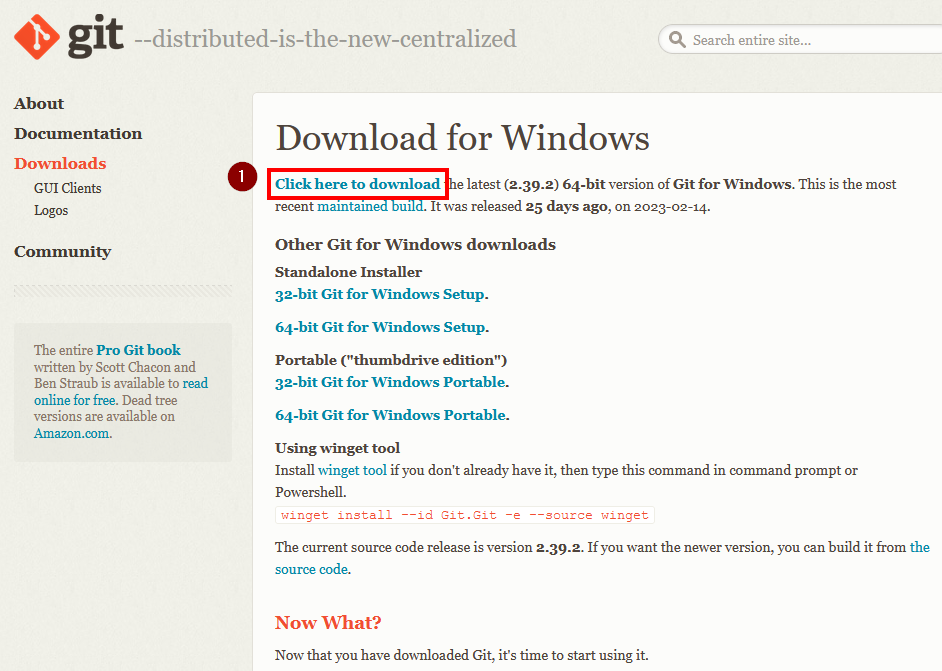 git --distributed-is-the-new-centralized
Search entire site...
About
Documentation
Downloads
GUI Clients
Logos
Community
The entire Pro Git book
written by Scott Chacon and
Ben Straub is available to read
online for free. Dead tree
versions are available on
Amazon.com.
Download for Windows
1
Click here to download the latest (2.39.2) 64-bit version of Git for Windows. This is the most
recent maintained build. It was released 25 days ago, on 2023-02-14.
Other Git for Windows downloads
Standalone Installer
32-bit Git for Windows Setup.
64-bit Git for Windows Setup.
Portable ("thumbdrive edition")
32-bit Git for Windows Portable.
64-bit Git for Windows Portable.
Using winget tool
Install winget tool if you don't already have it, then type this command in command prompt or
Powershell.
winget install --id Git.Git -e --source winget
The current source code release is version 2.39.2. If you want the newer version, you can build it from the
source code.
Now What?
Now that you have downloaded Git, it's time to start using it.